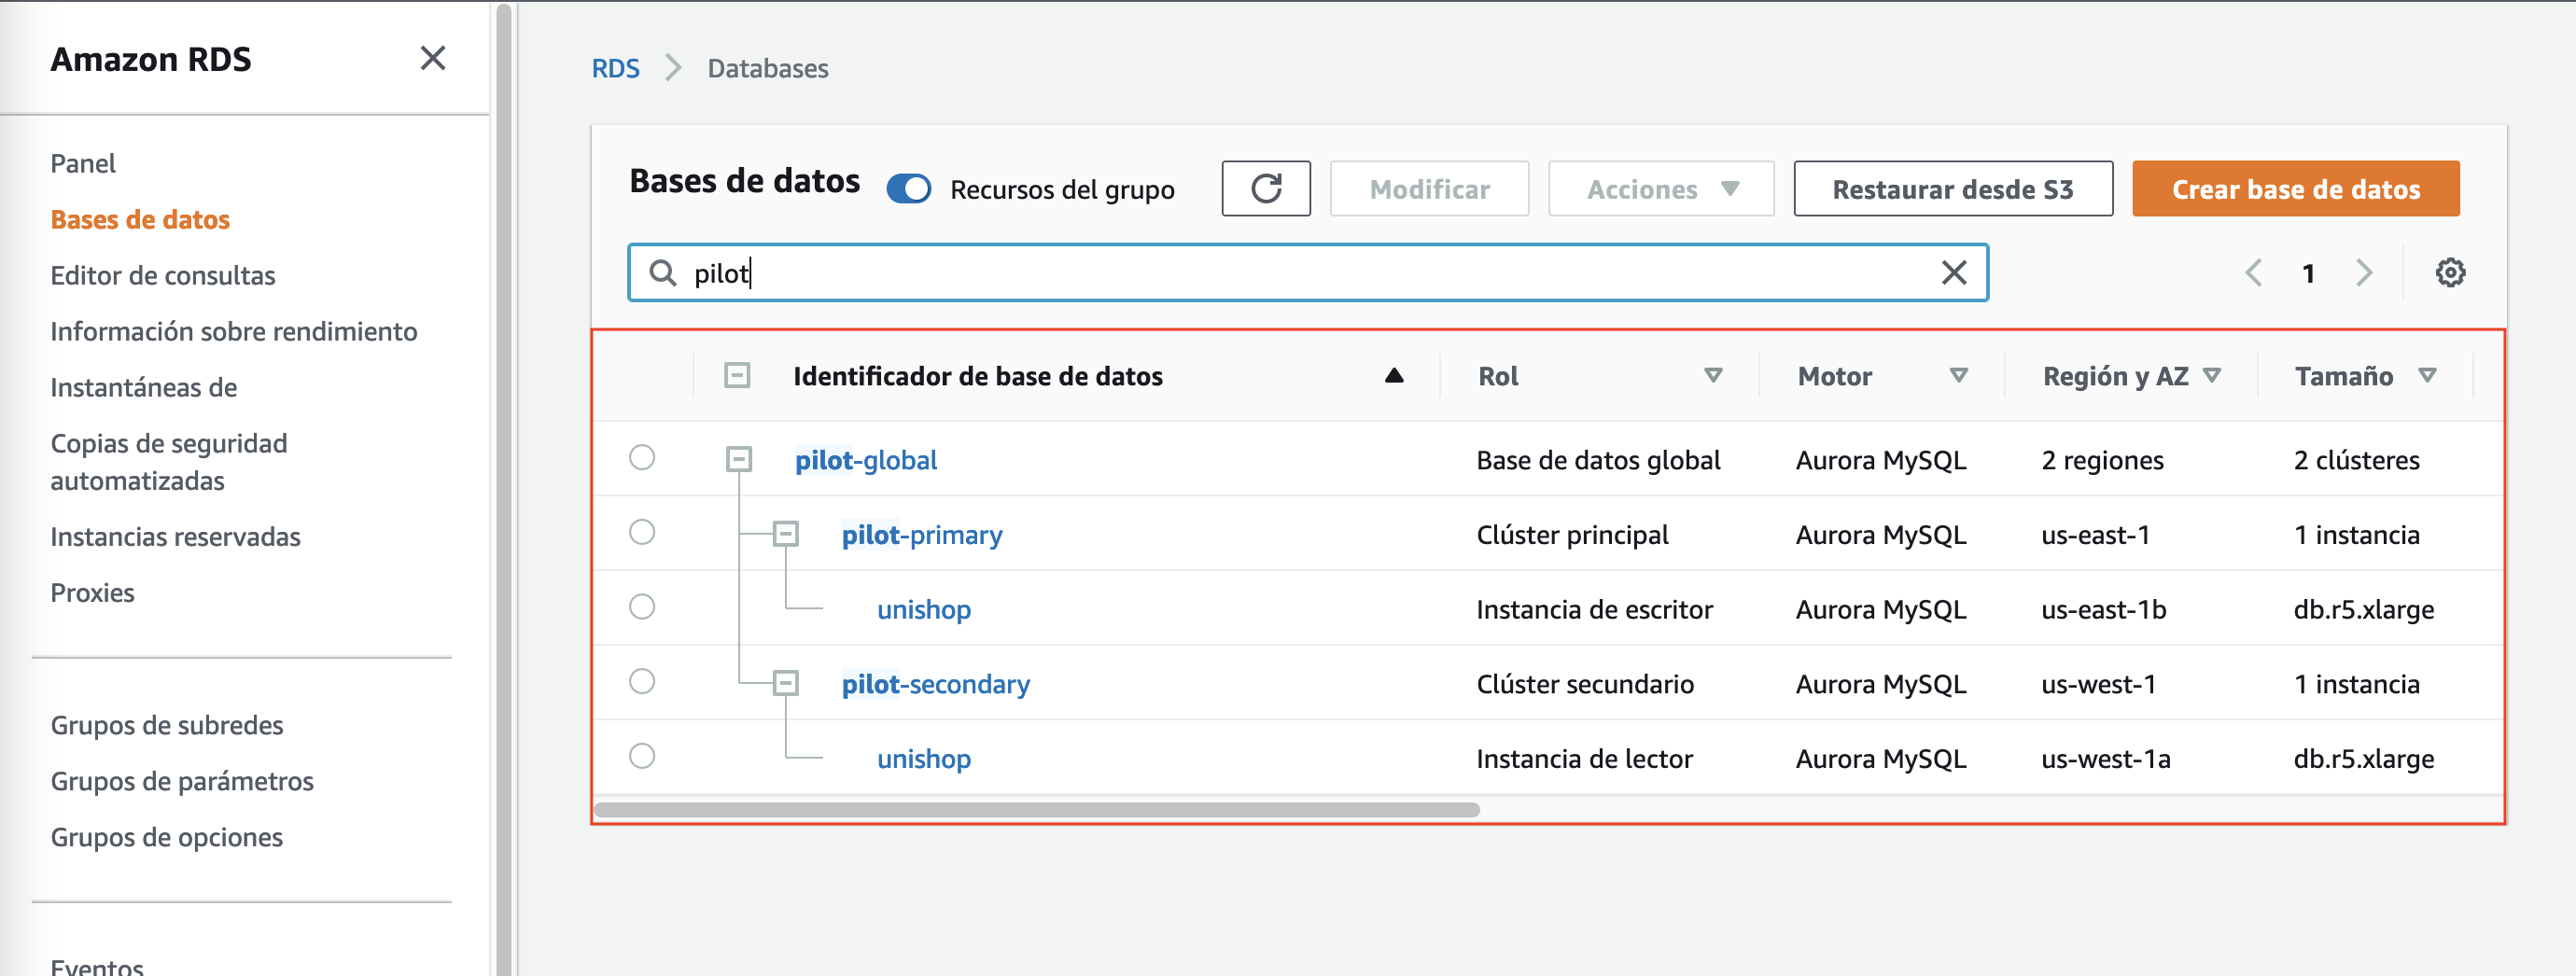 Amazon RDS
Panel
Bases de datos
Editor de consultas
Información sobre rendimiento
Instantáneas de
Copias de seguridad
automatizadas
Instancias reservadas
Proxies
Grupos de subredes
Grupos de parámetros
Grupos de opciones
Eventos
RDS Databases
Bases de datos Recursos del grupo Modificar Acciones Restaurar desde S3 Crear base de datos
pilot 1
Identificador de base de datos Rol Motor Región y AZ Tamaño
pilot-global Base de datos global Aurora MySQL 2 regiones 2 clústeres
pilot-primary Clúster principal Aurora MySQL us-east-1 1 instancia
unishop Instancia de escritor Aurora MySQL us-east-1b db.r5.xlarge
pilot-secondary Clúster secundario Aurora MySQL us-west-1 1 instancia
unishop Instancia de lector Aurora MySQL us-west-1a db.r5.xlarge